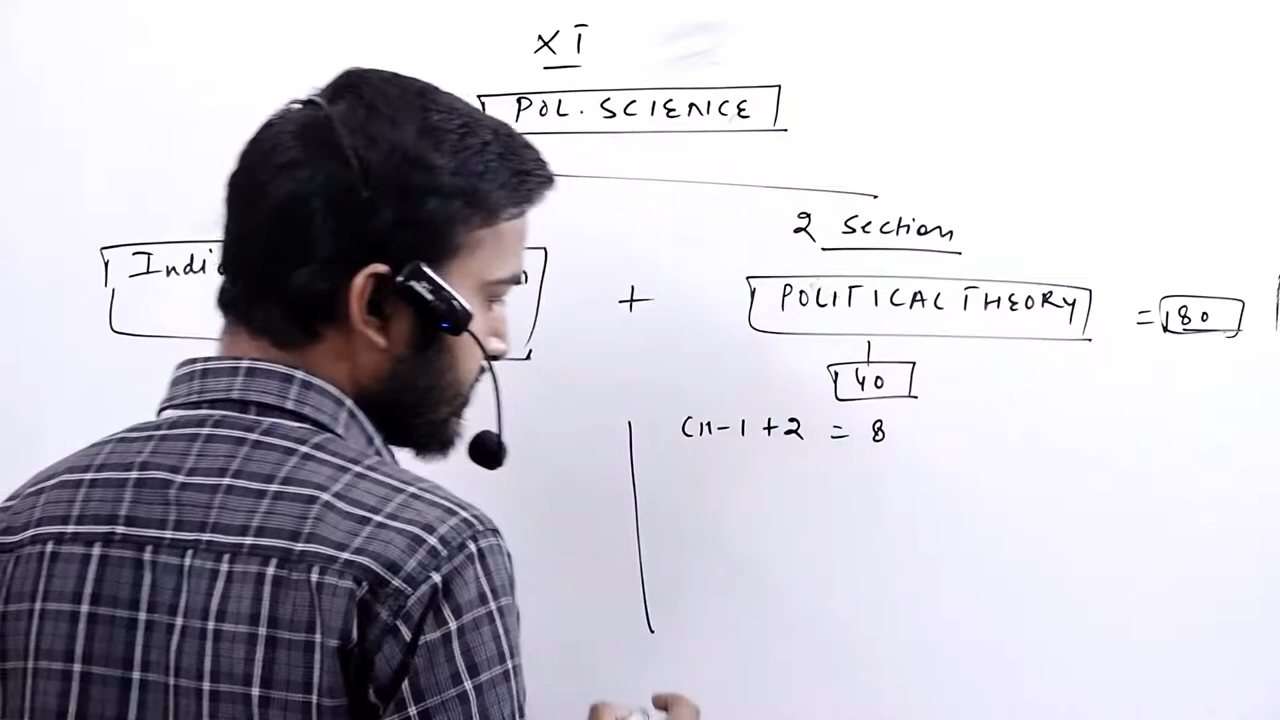 XI
POL. SCIENCE
2 Section
Indi
+ POLITICAL THEORY = 80
40
Ch-1+2 = 8